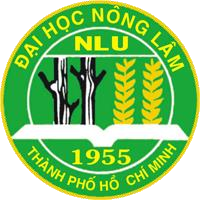 ĐẠI HỌC NÔNG LÂM
NLU
1955
THÀNH PHỐ HỒ CHÍ MINH